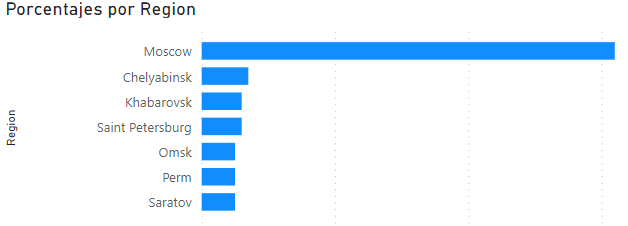 Porcentajes por Region
Region
Moscow
Chelyabinsk
Khabarovsk
Saint Petersburg
Omsk
Perm
Saratov